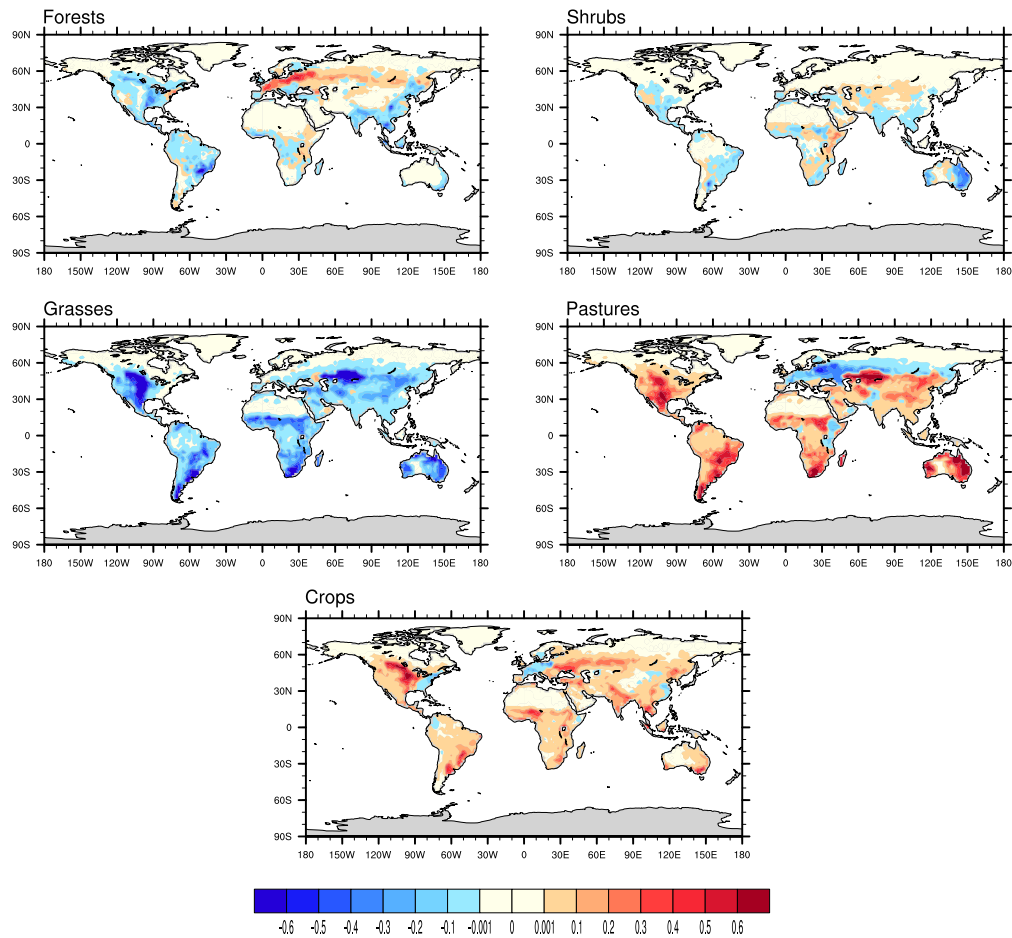 Forests Shrubs
90N 90N
60N 60N
30N 30N
0 0
30S 30S
60S 60S
90S 90S
180 150W 120W 90W 60W 30W 0 30E 60E 90E 120E 150E 180 180 150W 120W 90W 60W 30W 0 30E 60E 90E 120E 150E 180
Grasses Pastures
90N 90N
60N 60N
30N 30N
0 0
30S 30S
60S 60S
90S 90S
180 150W 120W 90W 60W 30W 0 30E 60E 90E 120E 150E 180 180 150W 120W 90W 60W 30W 0 30E 60E 90E 120E 150E 180
Crops
90N
60N
30N
0
30S
60S
90S
180 150W 120W 90W 60W 30W 0 30E 60E 90E 120E 150E 180
-0.6 -0.5 -0.4 -0.3 -0.2 -0.1 -0.001 0 0.001 0.1 0.2 0.3 0.4 0.5 0.6